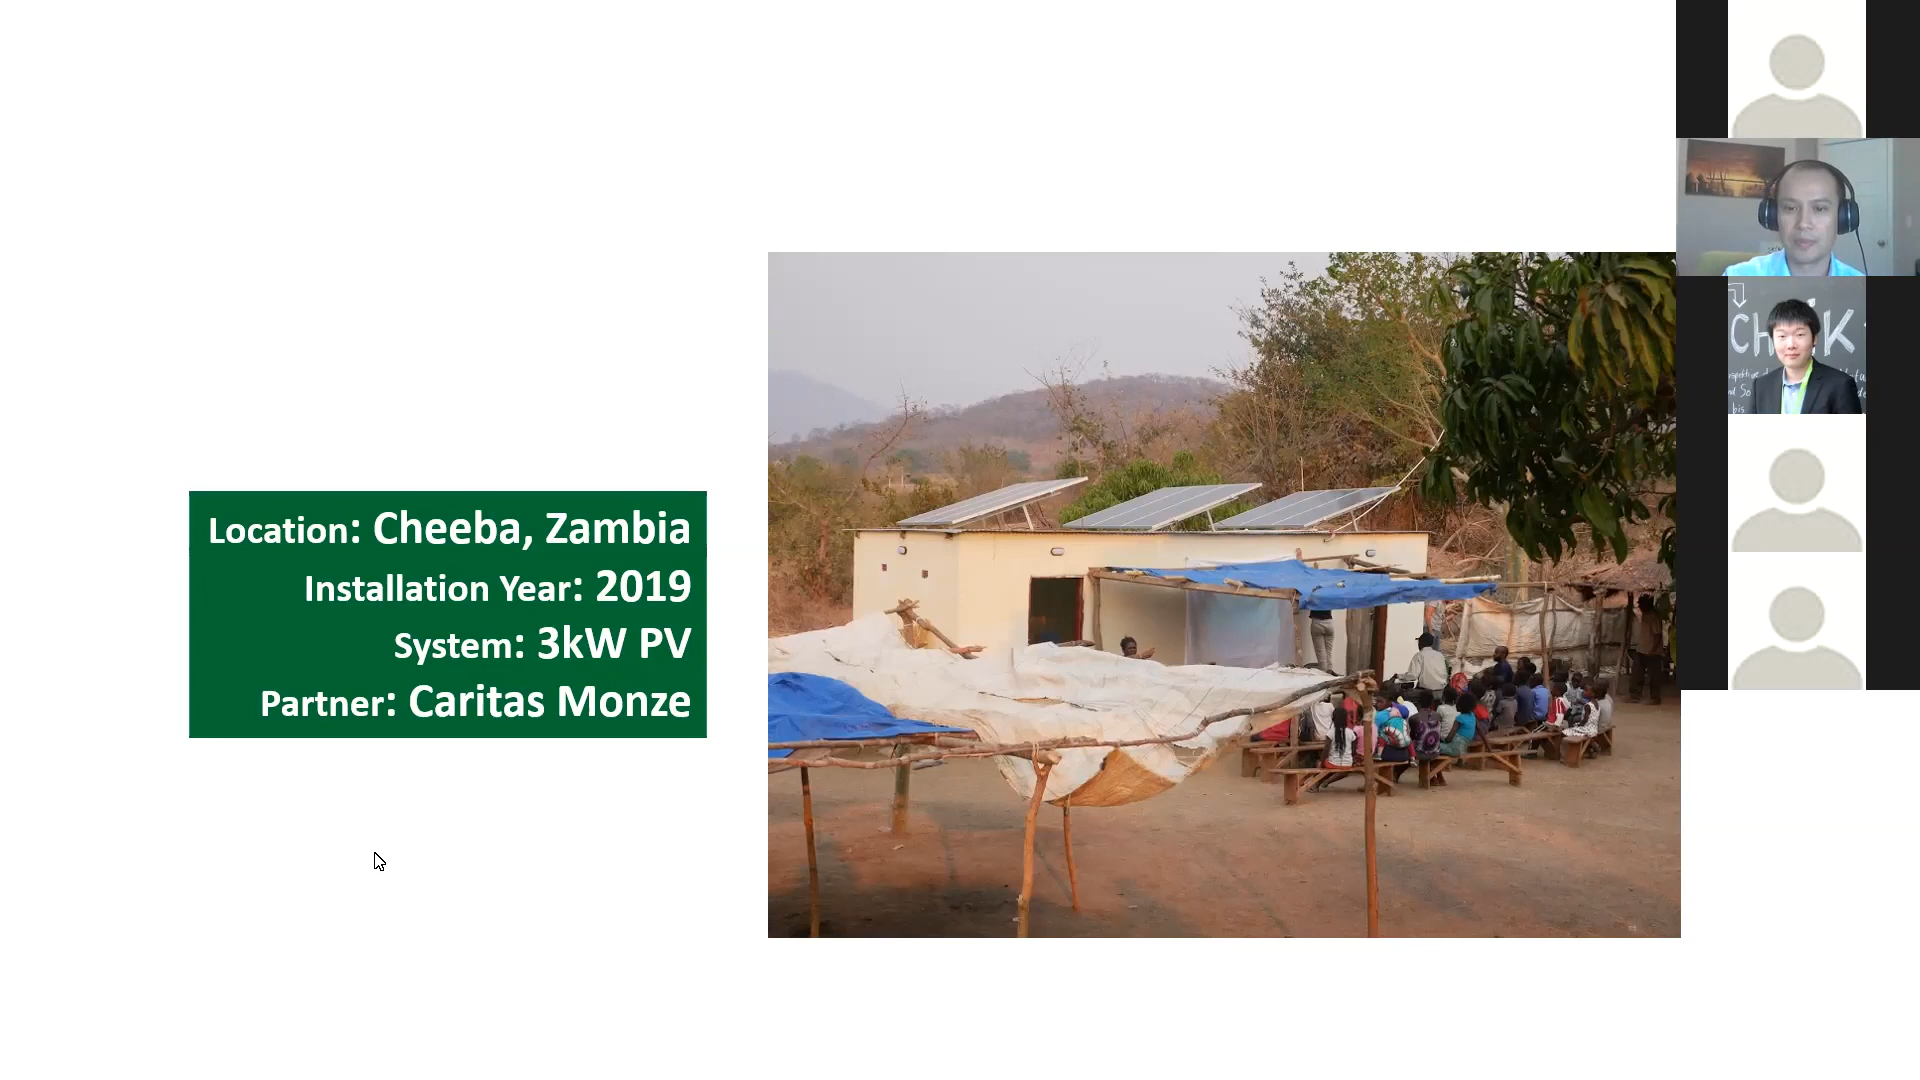 Location: Cheeba, Zambia
Installation Year: 2019
System: 3kW PV
Partner: Caritas Monze